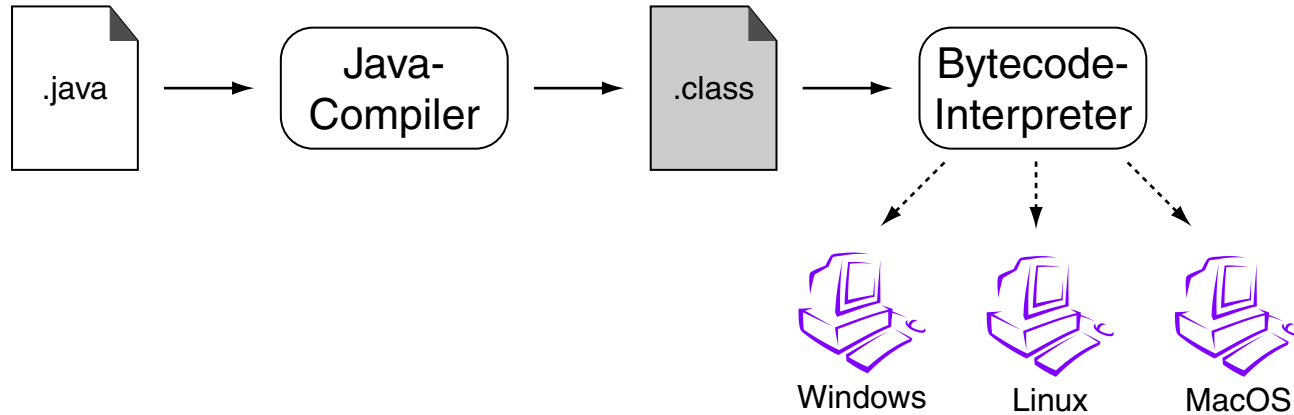 .java
Java-
Compiler
.class
Bytecode-
Interpreter
Windows
Linux
MacOS